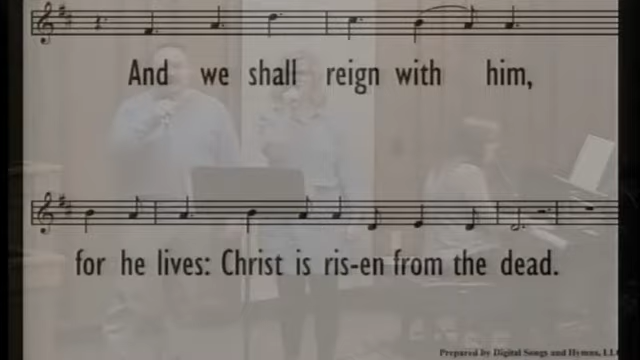 And we shall reign with him,
for he lives: Christ is ris-en from the dead.
Prepared by Digital Songs and Hymns, LLC